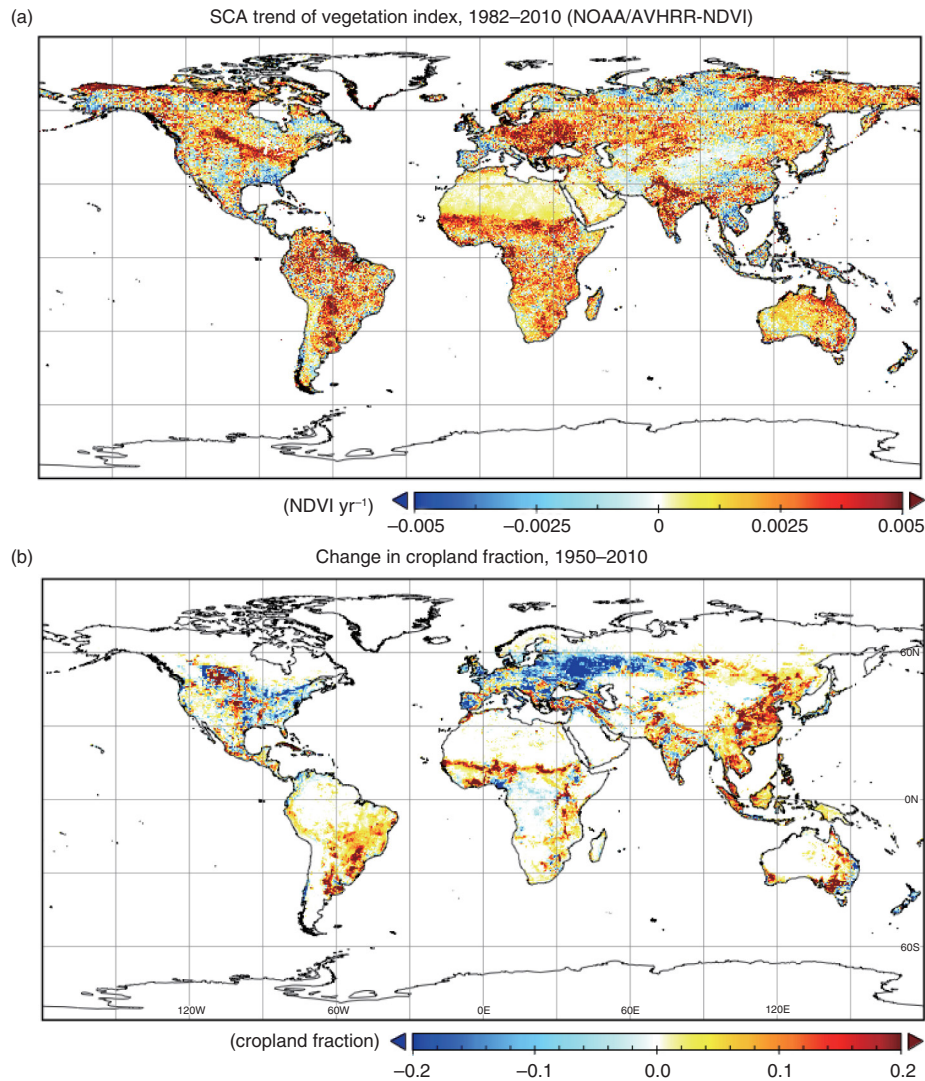 (a)
SCA trend of vegetation index, 1982–2010 (NOAA/AVHRR-NDVI)
(NDVI yr⁻¹)
−0.005 −0.0025 0 0.0025 0.005
(b)
Change in cropland fraction, 1950–2010
60N
0N
60S
120W 60W 0E 60E 120E
(cropland fraction)
−0.2 −0.1 0.0 0.1 0.2